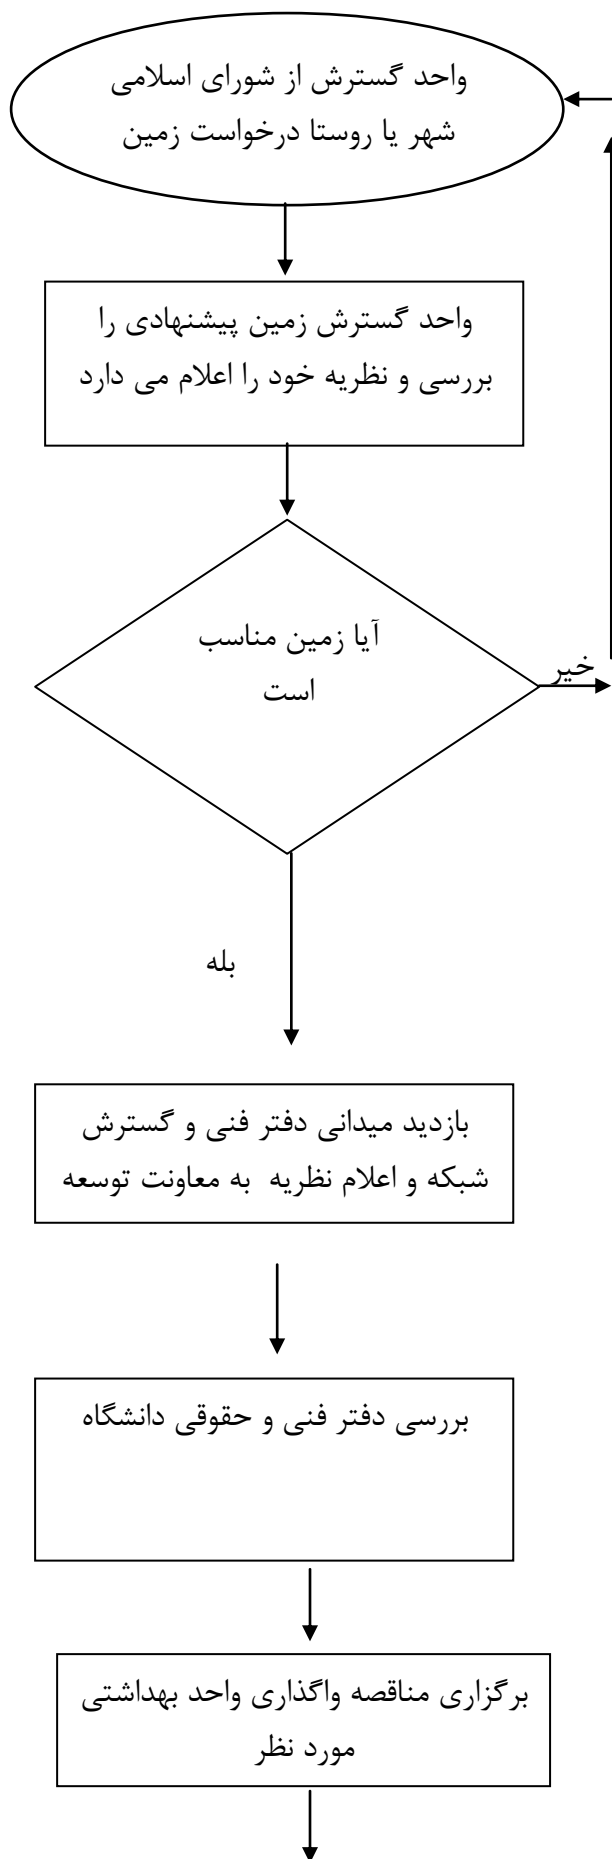 واحد گسترش از شورای اسلامی
شهر یا روستا درخواست زمین
واحد گسترش زمین پیشنهادی را
بررسی و نظریه خود را اعلام می دارد
آیا زمین مناسب
است
خیر
بله
بازدید میدانی دفتر فنی و گسترش
شبکه و اعلام نظریه به معاونت توسعه
بررسی دفتر فنی و حقوقی دانشگاه
برگزاری مناقصه واگذاری واحد بهداشتی
مورد نظر